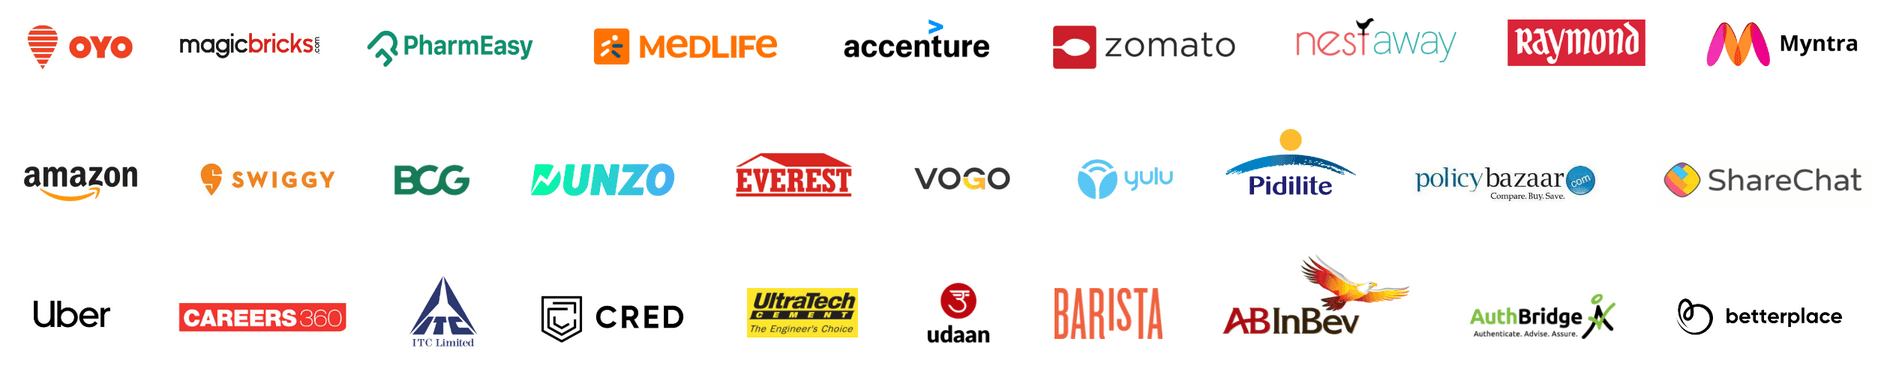 OYO
magicbricks.com
PharmEasy
MEDLIFE
accenture
zomato
nestaway
Raymond
Myntra
amazon
SWIGGY
BCG
DUNZO
EVEREST
VOGO
yulu
Pidilite
policybazaar.com
Compare. Buy. Save.
ShareChat
Uber
CAREERS360
ITC
ITC Limited
CRED
UltraTech
CEMENT
The Engineer's Choice
उ
udaan
BARISTA
ABInBev
AuthBridge
Authenticate. Advise. Assure.
betterplace